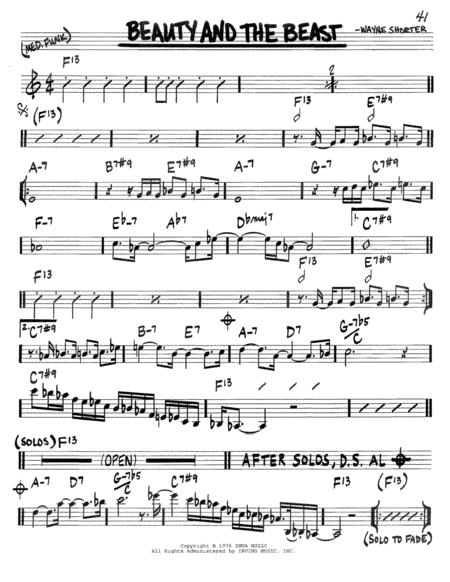 41
BEAUTY AND THE BEAST
-WAYNE SHORTER
(MED. FUNK)
F13
2
(F13) F13 E7#9
A-7 B7#9 E7#9 A-7 G-7 C7#9
F-7 Eb-7 Ab7 Dbmaj7 1. C7#9
F13 F13 E7#9
2. C7#9 B-7 E7 A-7 D7 G-7b5/C
C7#9 F13
(SOLOS) F13
(OPEN) AFTER SOLOS, D.S. AL
A-7 D7 G-7b5/C C7#9 F13 (F13)
(SOLO TO FADE)
Copyright © 1976 IRVA MUSIC
All Rights Administered by IRVING MUSIC, INC.